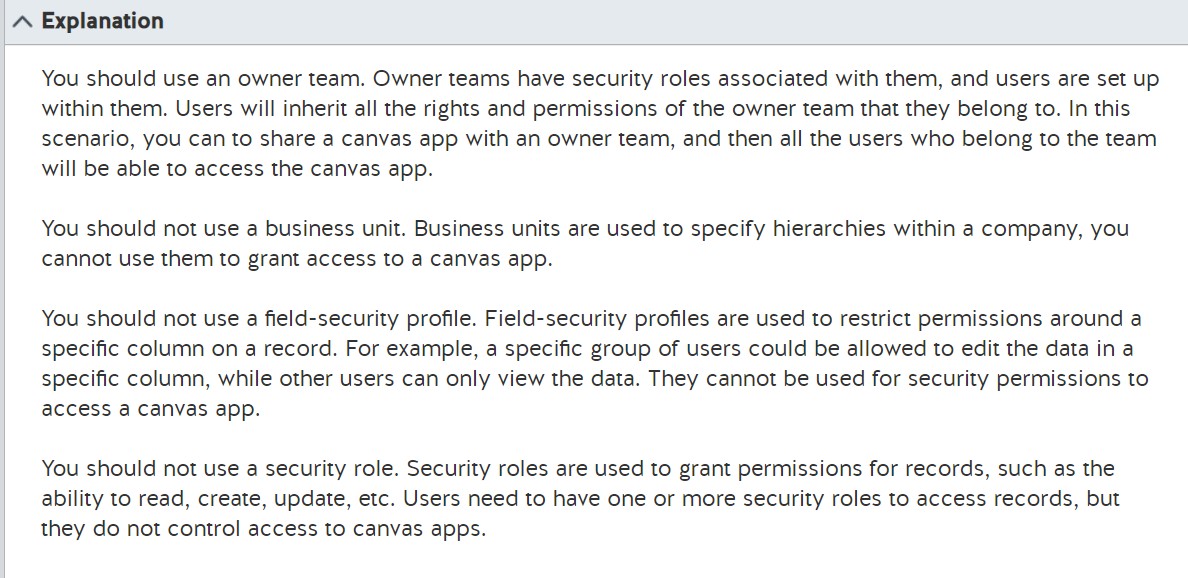 Explanation
You should use an owner team. Owner teams have security roles associated with them, and users are set up
within them. Users will inherit all the rights and permissions of the owner team that they belong to. In this
scenario, you can to share a canvas app with an owner team, and then all the users who belong to the team
will be able to access the canvas app.
You should not use a business unit. Business units are used to specify hierarchies within a company, you
cannot use them to grant access to a canvas app.
You should not use a field-security profile. Field-security profiles are used to restrict permissions around a
specific column on a record. For example, a specific group of users could be allowed to edit the data in a
specific column, while other users can only view the data. They cannot be used for security permissions to
access a canvas app.
You should not use a security role. Security roles are used to grant permissions for records, such as the
ability to read, create, update, etc. Users need to have one or more security roles to access records, but
they do not control access to canvas apps.